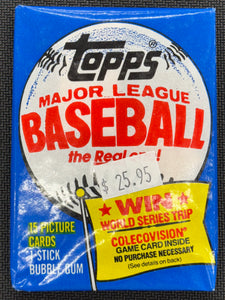 topps®
MAJOR LEAGUE
BASEBALL
the Real
$ 25.95
WIN a
WORLD SERIES TRIP
COLECOVISION
GAME CARD INSIDE
NO PURCHASE NECESSARY
(See details on back)
15 PICTURE
CARDS
1 STICK
BUBBLE GUM